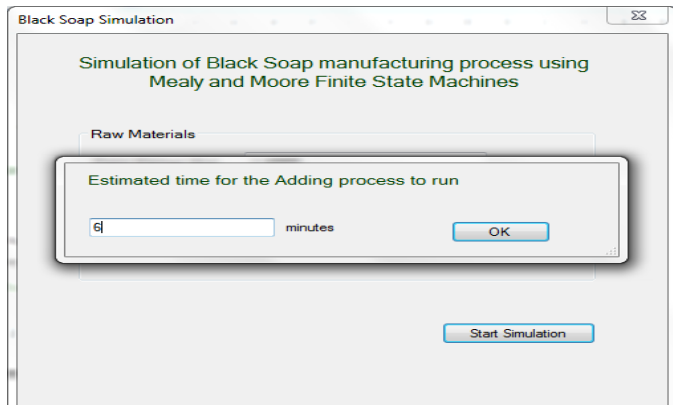 Black Soap Simulation
Simulation of Black Soap manufacturing process using
Mealy and Moore Finite State Machines
Raw Materials
Estimated time for the Adding process to run
6
minutes
OK
Start Simulation